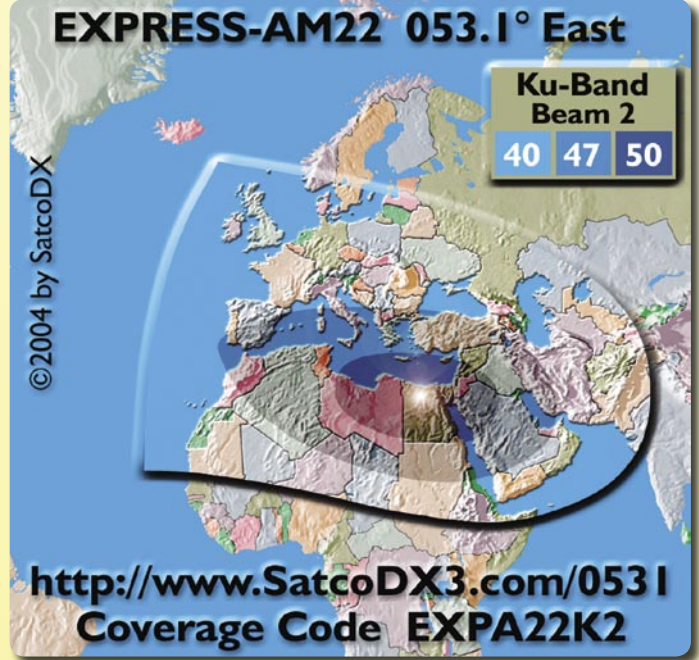 EXPRESS-AM22 053.1° East
Ku-Band
Beam 2
40 47 50
©2004 by SatcoDX
http://www.SatcoDX3.com/0531
Coverage Code EXPA22K2